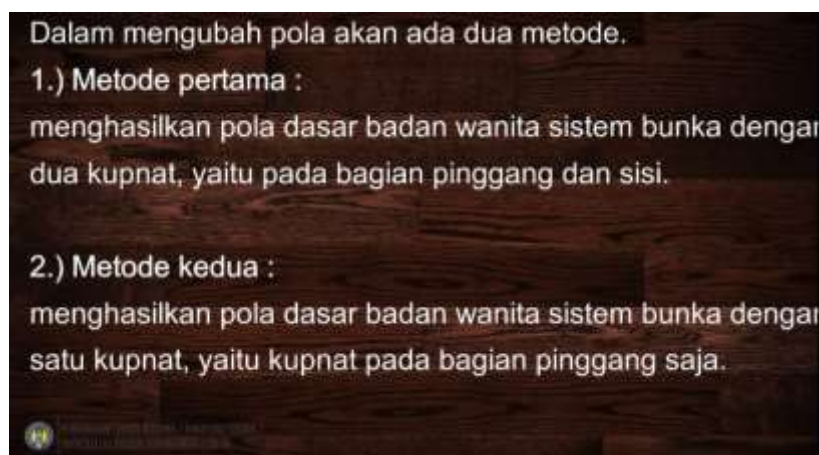 Dalam mengubah pola akan ada dua metode.
1.) Metode pertama :
menghasilkan pola dasar badan wanita sistem bunka dengan
dua kupnat, yaitu pada bagian pinggang dan sisi.
2.) Metode kedua :
menghasilkan pola dasar badan wanita sistem bunka dengan
satu kupnat, yaitu kupnat pada bagian pinggang saja.